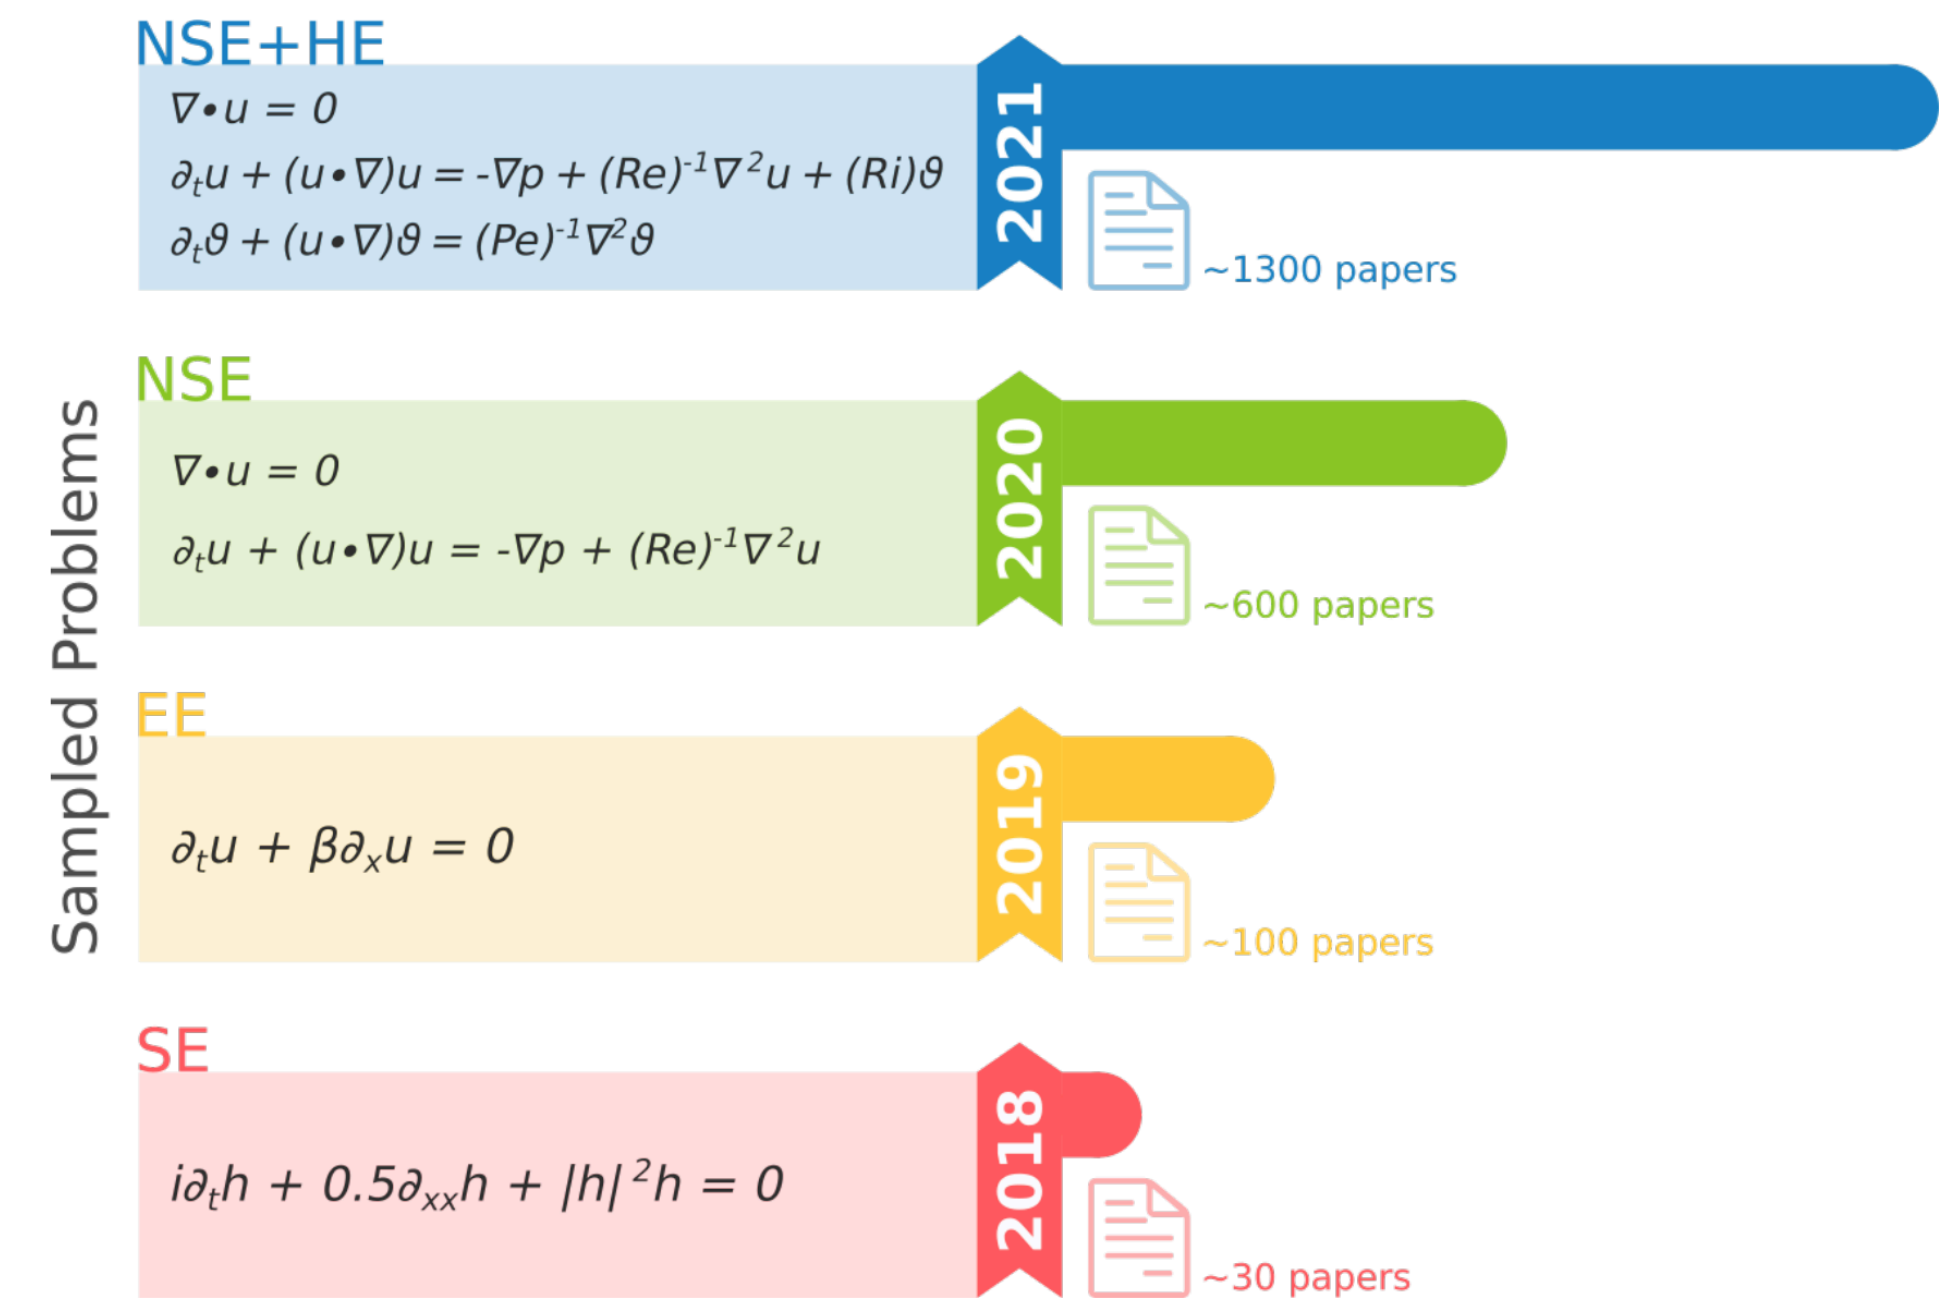 Sampled Problems
NSE+HE
∇•u = 0
∂ₜu + (u•∇)u = -∇p + (Re)⁻¹∇²u + (Ri)ϑ
∂ₜϑ + (u•∇)ϑ = (Pe)⁻¹∇²ϑ
2021
~1300 papers
NSE
∇•u = 0
∂ₜu + (u•∇)u = -∇p + (Re)⁻¹∇²u
2020
~600 papers
EE
∂ₜu + β∂ₓu = 0
2019
~100 papers
SE
i∂ₜh + 0.5∂ₓₓh + |h|²h = 0
2018
~30 papers